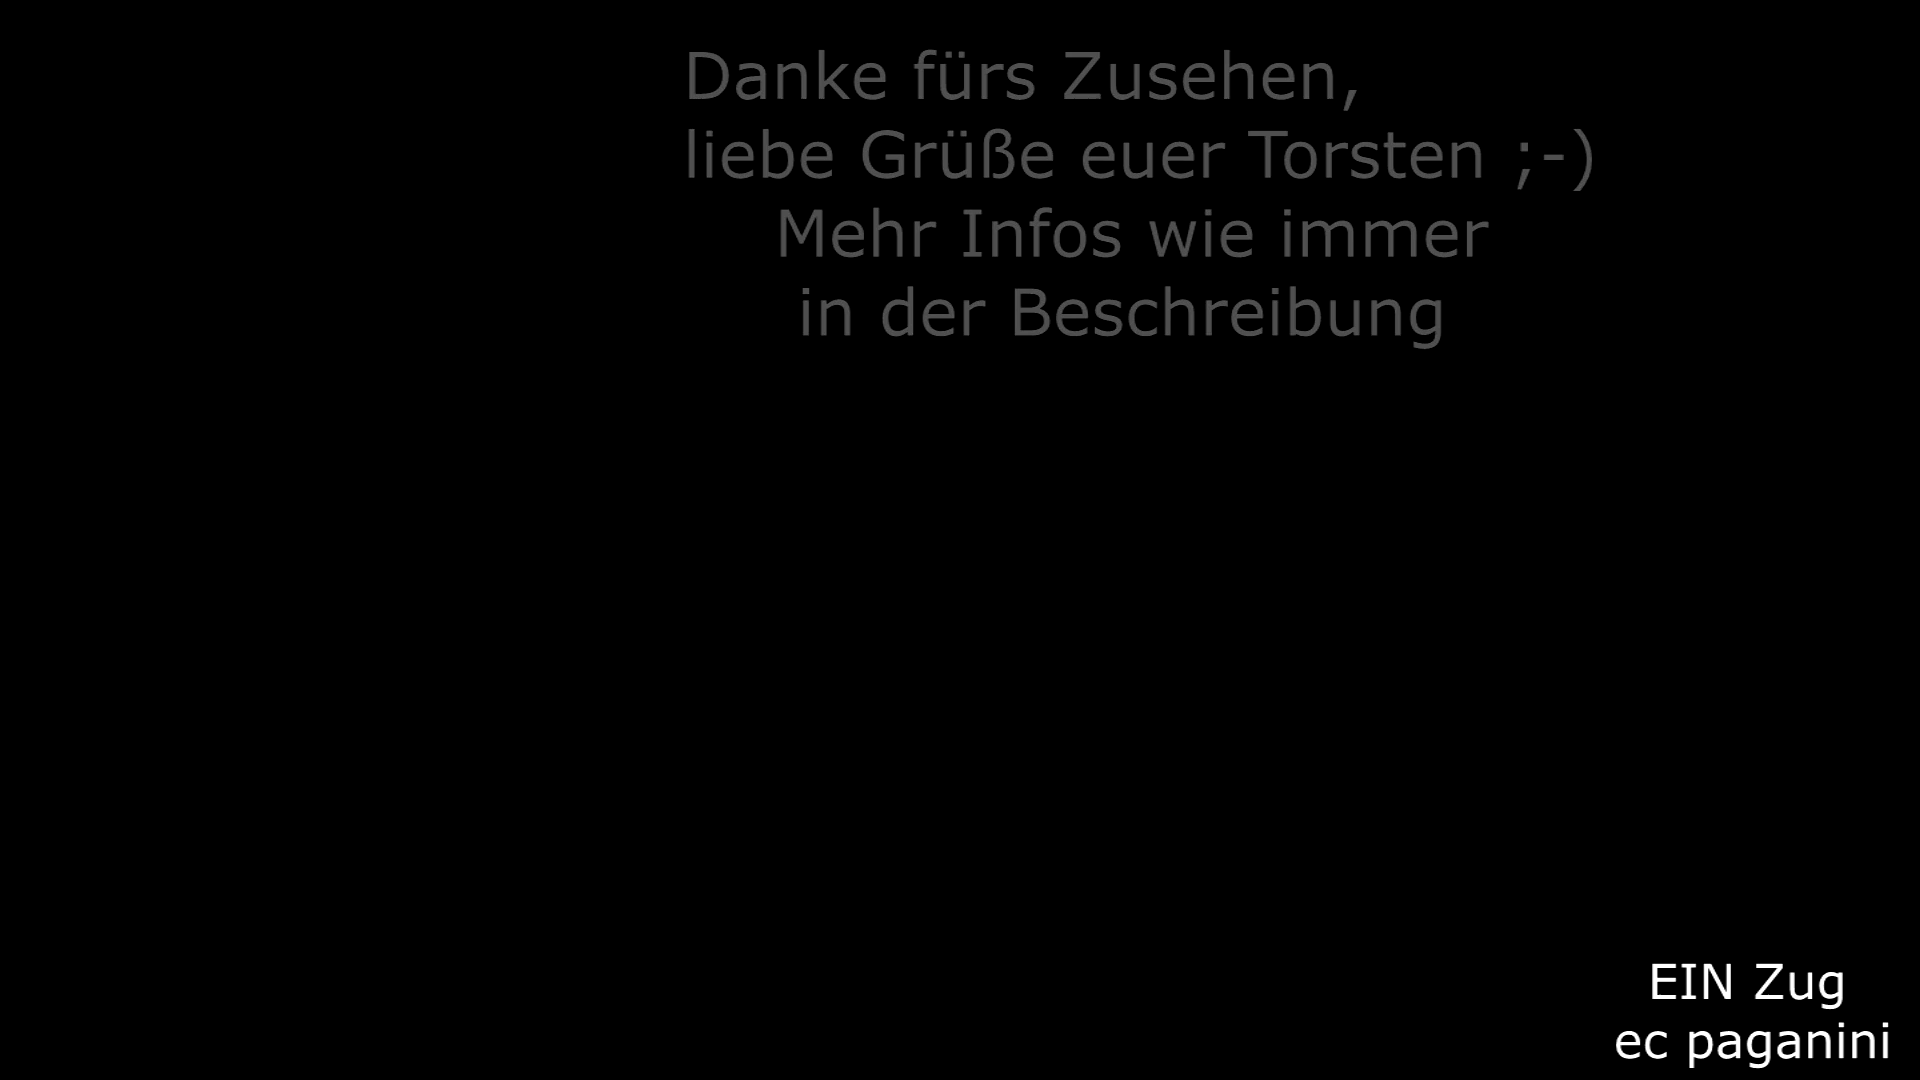 Danke fürs Zusehen,
liebe Grüße euer Torsten ;-)
Mehr Infos wie immer
in der Beschreibung
EIN Zug
ec paganini